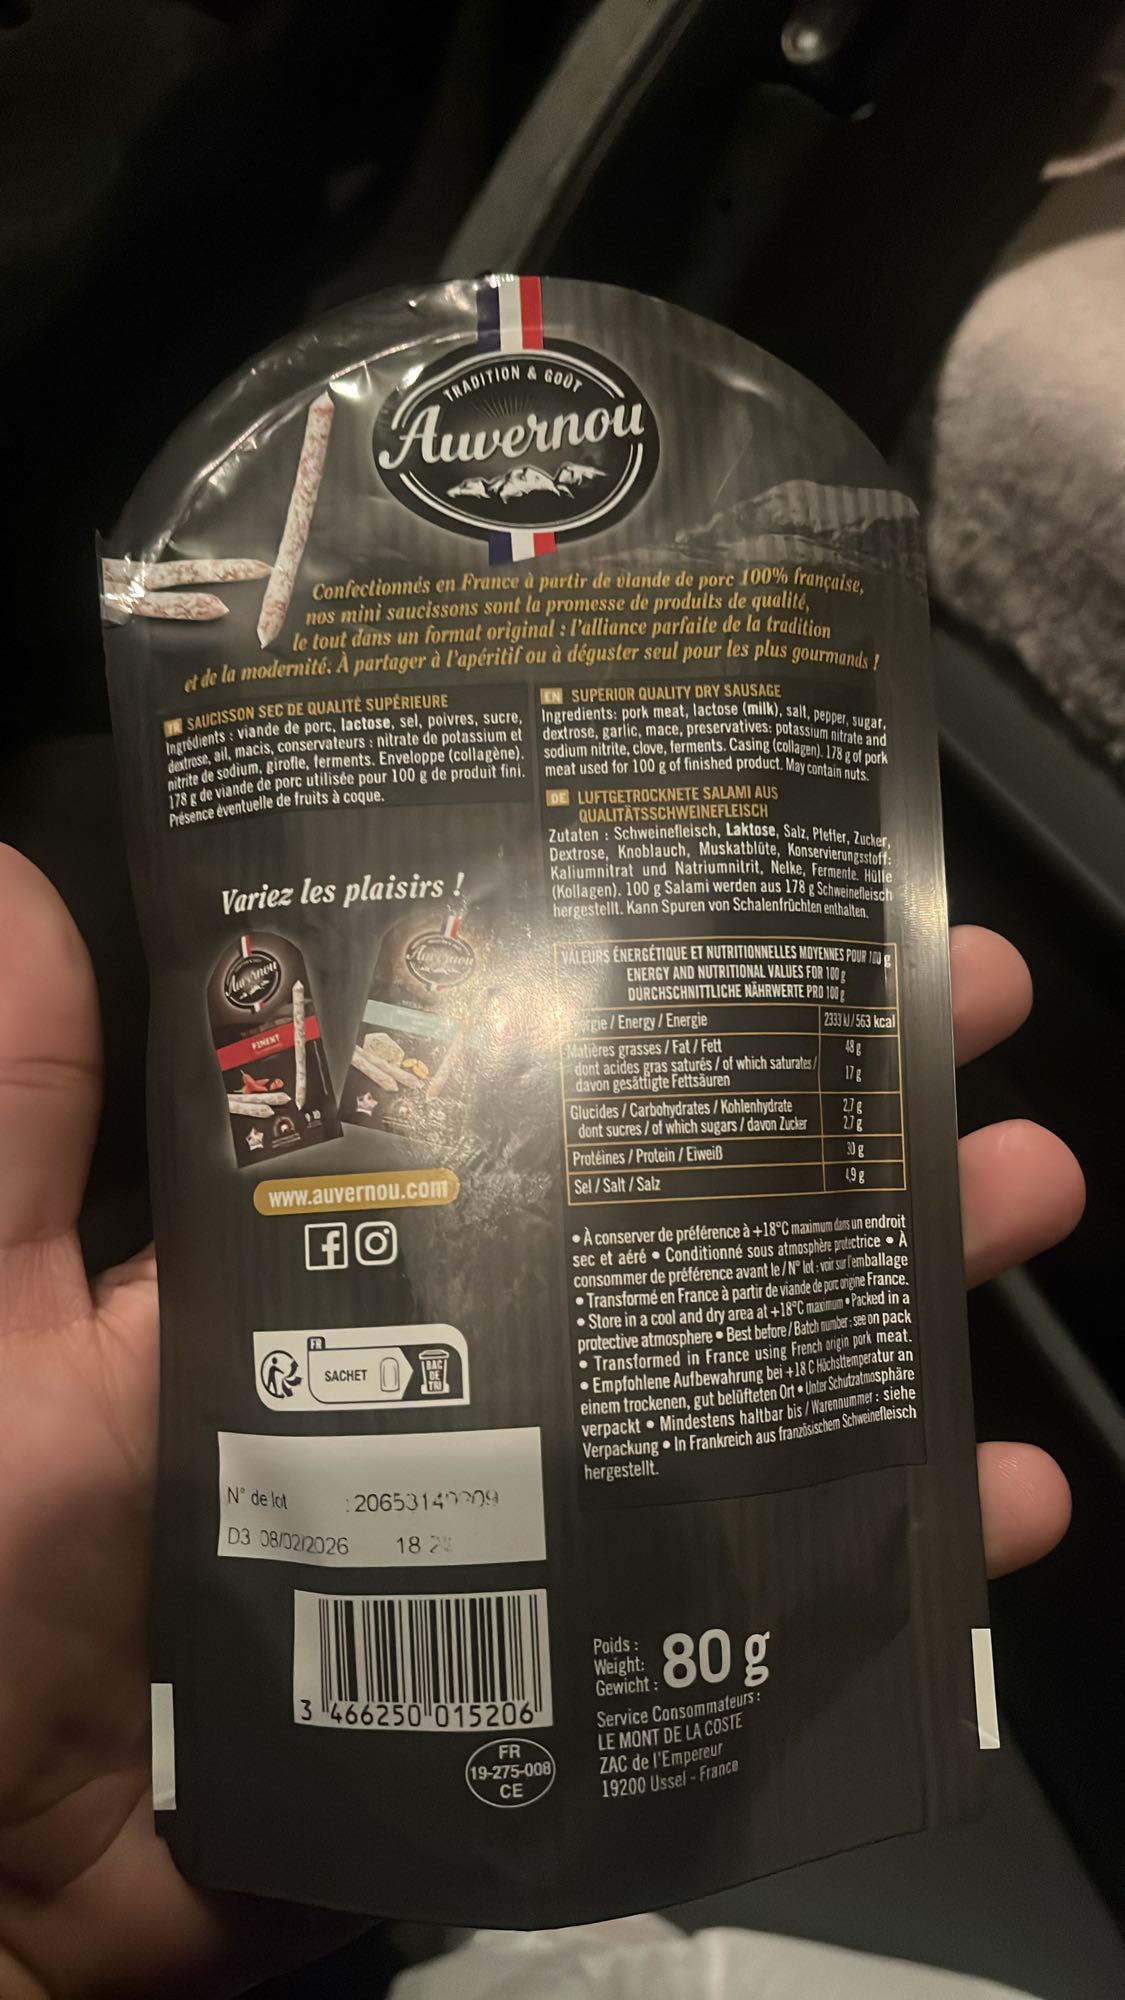 TRADITION & GOÛT
Auvernou
Confectionnés en France à partir de viande de porc 100% française,
nos mini saucissons sont la promesse de produits de qualité,
le tout dans un format original : l'alliance parfaite de la tradition
et de la modernité. À partager à l'apéritif ou à déguster seul pour les plus gourmands !
FR SAUCISSON SEC DE QUALITÉ SUPÉRIEURE
Ingrédients : viande de porc, lactose, sel, poivres, sucre,
dextrose, ail, macis, conservateurs : nitrate de potassium et
nitrite de sodium, girofle, ferments. Enveloppe (collagène).
178 g de viande de porc utilisée pour 100 g de produit fini.
Présence éventuelle de fruits à coque.
EN SUPERIOR QUALITY DRY SAUSAGE
Ingredients: pork meat, lactose (milk), salt, pepper, sugar,
dextrose, garlic, mace, preservatives: potassium nitrate and
sodium nitrite, clove, ferments. Casing (collagen). 178 g of pork
meat used for 100 g of finished product. May contain nuts.
DE LUFTGETROCKNETE SALAMI AUS
QUALITÄTSSCHWEINEFLEISCH
Zutaten : Schweinefleisch, Laktose, Salz, Pfeffer, Zucker,
Dextrose, Knoblauch, Muskatblüte, Konservierungsstoff:
Kaliumnitrat und Natriumnitrit, Nelke, Fermente. Hülle
(Kollagen). 100 g Salami werden aus 178 g Schweinefleisch
hergestellt. Kann Spuren von Schalenfrüchten enthalten.
Variez les plaisirs !
Auvernou
PIMENT
Auvernou
www.auvernou.com
VALEURS ÉNERGÉTIQUE ET NUTRITIONNELLES MOYENNES POUR 100 g
ENERGY AND NUTRITIONAL VALUES FOR 100 g
DURCHSCHNITTLICHE NÄHRWERTE PRO 100 g
/ Energy / Energie 2333 kJ / 563 kcal
Matières grasses / Fat / Fett 48 g
dont acides gras saturés / of which saturates / 17 g
davon gesättigte Fettsäuren
Glucides / Carbohydrates / Kohlenhydrate 2,7 g
dont sucres / of which sugars / davon Zucker 2,7 g
Protéines / Protein / Eiweiß 30 g
Sel / Salt / Salz 4,9 g
• À conserver de préférence à +18°C maximum dans un endroit
sec et aéré • Conditionné sous atmosphère protectrice • À
consommer de préférence avant le / N° lot : voir sur l'emballage
• Transformé en France à partir de viande de porc origine France.
• Store in a cool and dry area at +18°C maximum • Packed in a
protective atmosphere • Best before / Batch number: see on pack
• Transformed in France using French origin pork meat.
• Empfohlene Aufbewahrung bei +18 C Höchsttemperatur an
einem trockenen, gut belüfteten Ort • Unter Schutzatmosphäre
verpackt • Mindestens haltbar bis / Warennummer : siehe
Verpackung • In Frankreich aus französischem Schweinefleisch
hergestellt.
FR
SACHET
BAC
DE
TRI
N° de lot
D3 08/02/2026
3 466250 015206
FR
19-275-008
CE
Poids :
Weight:
Gewicht :
80 g
Service Consommateurs :
LE MONT DE LA COSTE
ZAC de l'Empereur
19200 Ussel - France